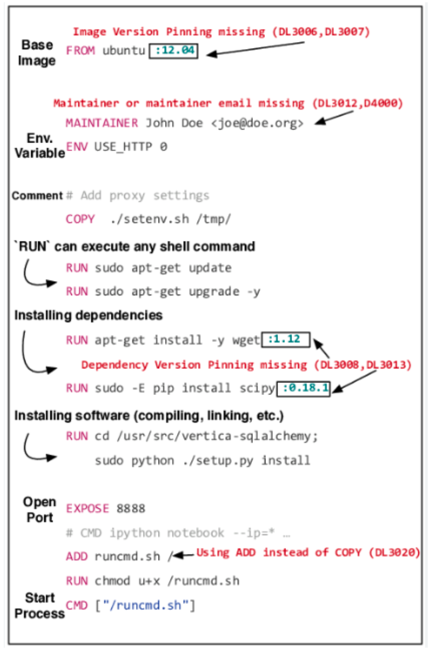 Image Version Pinning missing (DL3006,DL3007)
Base Image
FROM ubuntu :12.04
Maintainer or maintainer email missing (DL3012,D4000)
MAINTAINER John Doe <joe@doe.org>
Env. Variable
ENV USE_HTTP 0
Comment # Add proxy settings
COPY ./setenv.sh /tmp/
`RUN` can execute any shell command
RUN sudo apt-get update
RUN sudo apt-get upgrade -y
Installing dependencies
RUN apt-get install -y wget :1.12
Dependency Version Pinning missing (DL3008,DL3013)
RUN sudo -E pip install scipy :0.18.1
Installing software (compiling, linking, etc.)
RUN cd /usr/src/vertica-sqlalchemy;
sudo python ./setup.py install
Open Port
EXPOSE 8888
# CMD ipython notebook --ip=* …
ADD runcmd.sh / Using ADD instead of COPY (DL3020)
RUN chmod u+x /runcmd.sh
Start Process
CMD ["/runcmd.sh"]